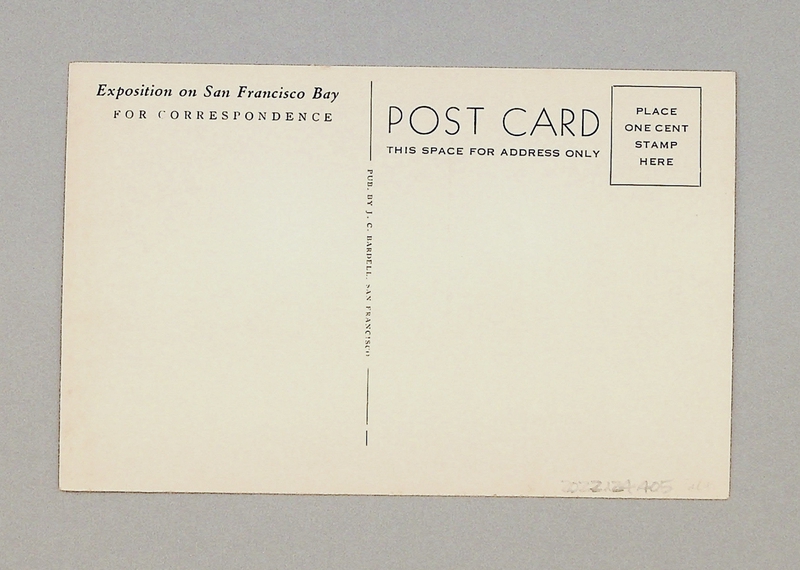 Exposition on San Francisco Bay
FOR CORRESPONDENCE
PUB. BY J. C. BARDELL, SAN FRANCISCO
POST CARD
THIS SPACE FOR ADDRESS ONLY
PLACE
ONE CENT
STAMP
HERE